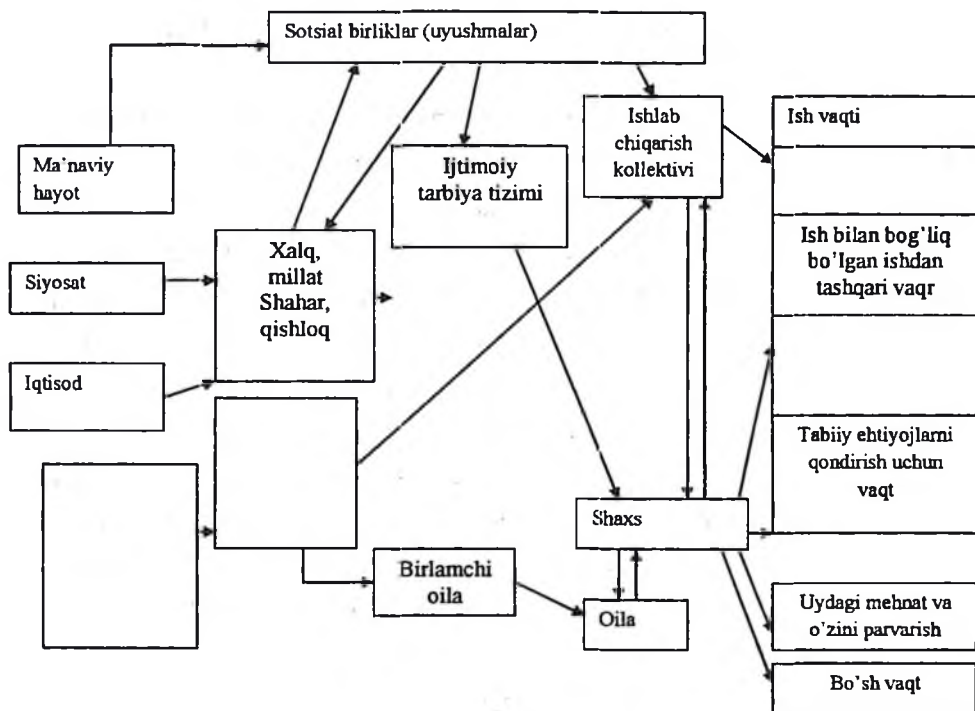 Sotsial birliklar (uyushmalar)
Ma'naviy
hayot
Siyosat
Iqtisod
Xalq,
millat
Shahar,
qishloq
Ijtimoiy
tarbiya tizimi
Ishlab
chiqarish
kollektivi
Ish vaqti
Ish bilan bog'liq
bo'lgan ishdan
tashqari vaqr
Tabiiy ehtiyojlarni
qondirish uchun
vaqt
Shaxs
Birlamchi
oila
Oila
Uydagi mehnat va
o'zini parvarish
Bo'sh vaqt